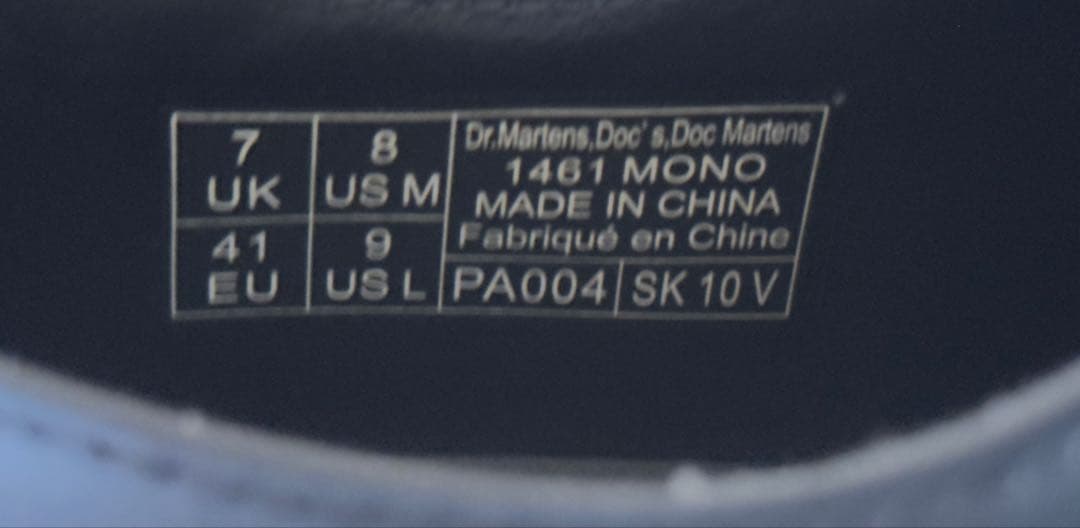 7
UK
8
US M
41
EU
9
US L
Dr.Martens,Doc's,Doc Martens
1461 MONO
MADE IN CHINA
Fabriqué en Chine
PA004
SK 10 V